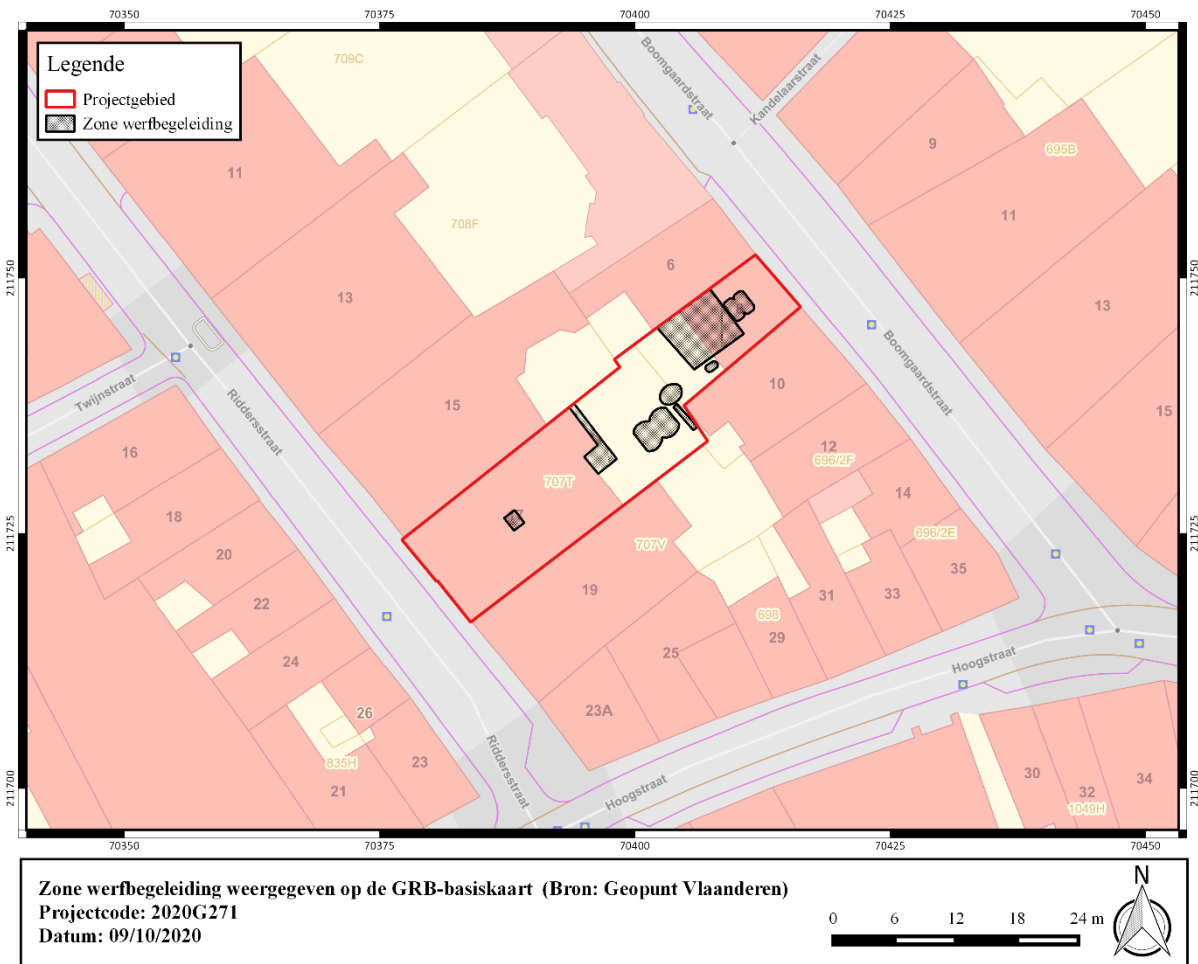 70350 70375 70400 70425 70450
Legende
Projectgebied
Zone werfbegeleiding
709C
Boomgaardstraat
Kandelaarstraat
9
695B
11
11
708F
6
13
13
211750
211750
Boomgaardstraat
Twijnstraat
Riddersstraat
15
10
15
16
12
696/2F
707T
14
18
696/2E
211725
211725
20
707V
35
19
31
33
22
698
29
25
24
Hoogstraat
23A
26
23
835H
21
Riddersstraat
Hoogstraat
30
32
34
1049H
211700
211700
70350 70375 70400 70425 70450
Zone werfbegeleiding weergegeven op de GRB-basiskaart (Bron: Geopunt Vlaanderen)
Projectcode: 2020G271
Datum: 09/10/2020
0 6 12 18 24 m
N